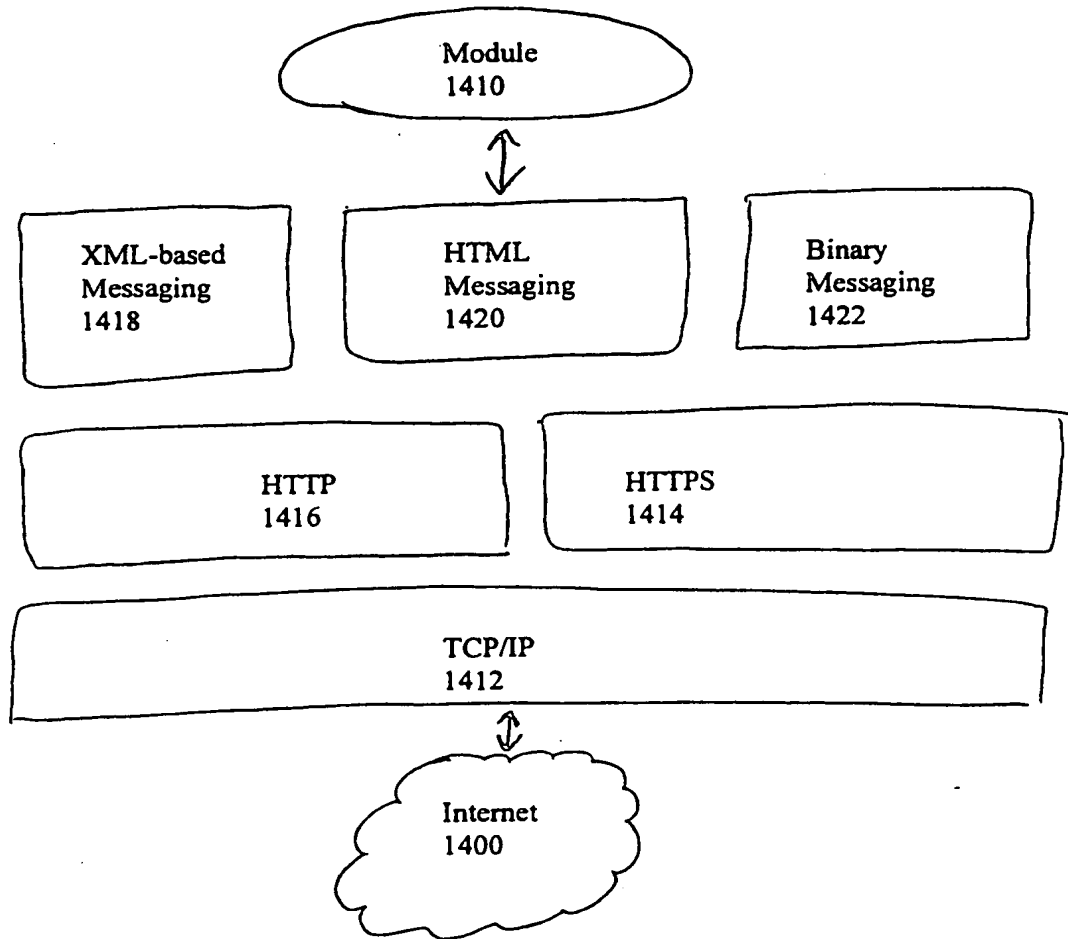 Module
1410
XML-based
Messaging
1418
HTML
Messaging
1420
Binary
Messaging
1422
HTTP
1416
HTTPS
1414
TCP/IP
1412
Internet
1400